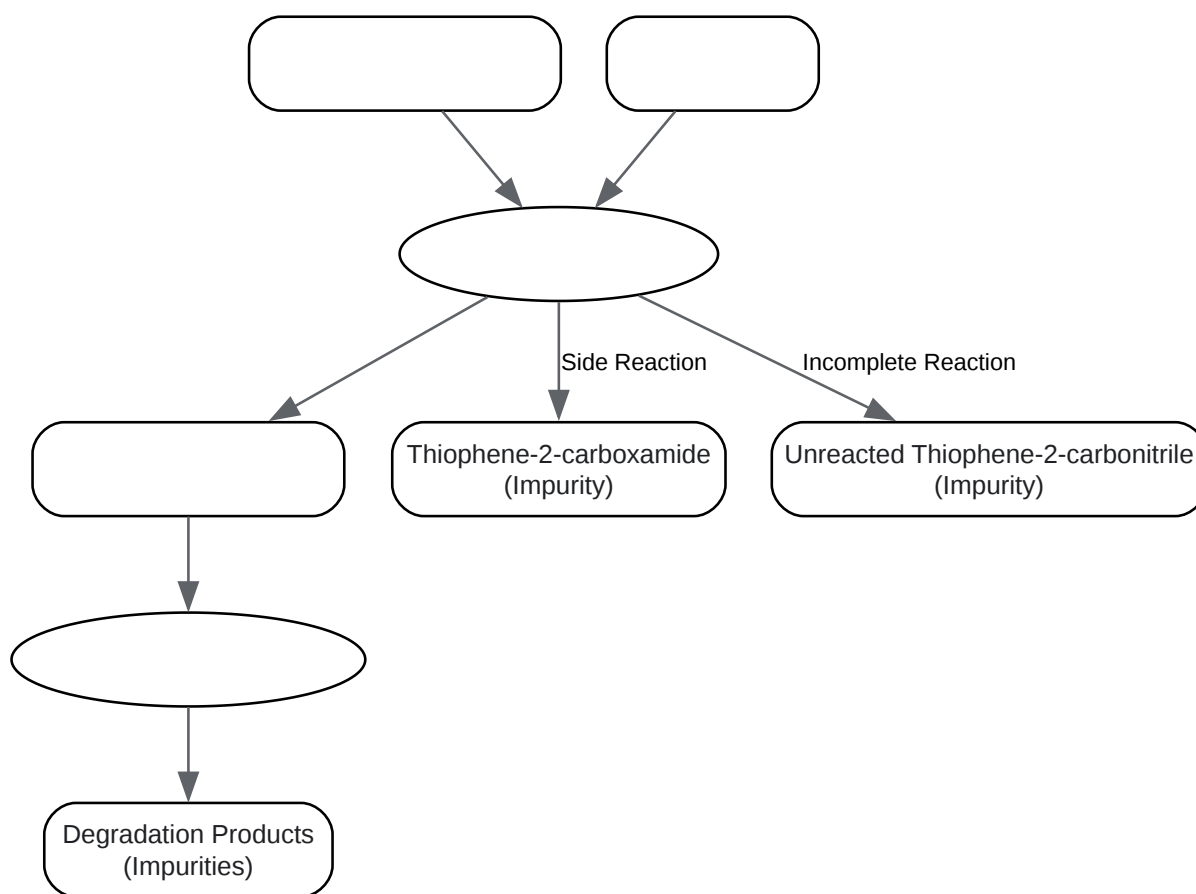 Side Reaction
Incomplete Reaction
Thiophene-2-carboxamide
(Impurity)
Unreacted Thiophene-2-carbonitrile
(Impurity)
Degradation Products
(Impurities)